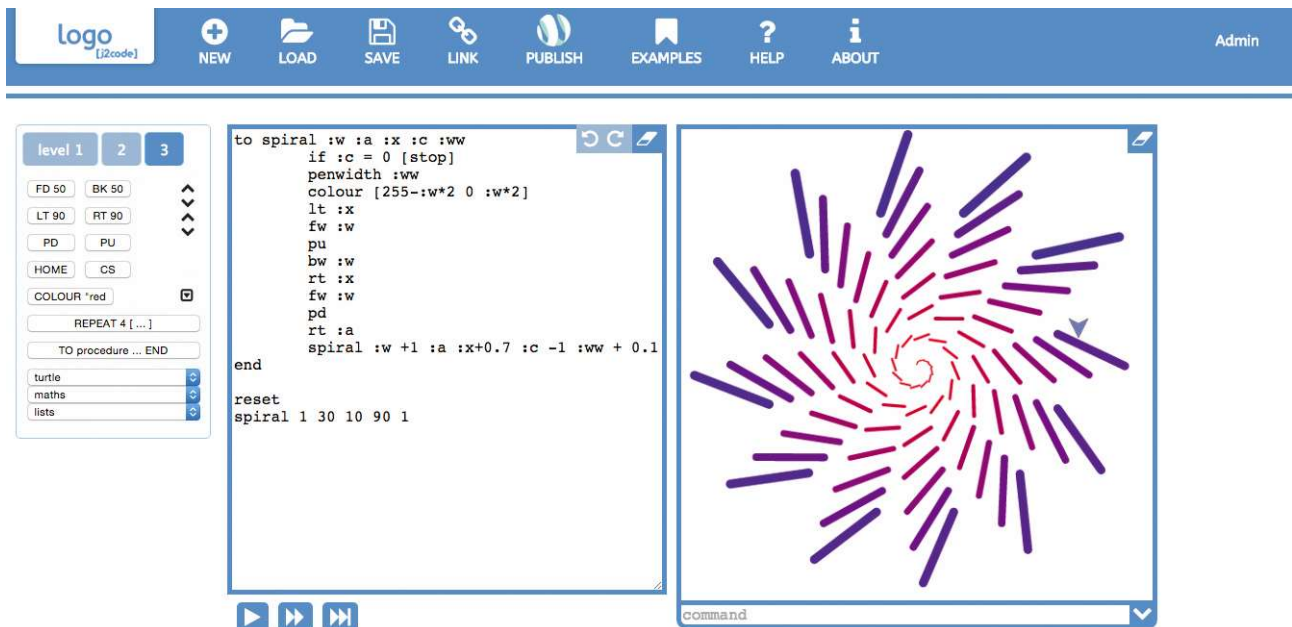 logo
[j2code]
NEW
LOAD
SAVE
LINK
PUBLISH
EXAMPLES
HELP
ABOUT
Admin
level 1 2 3
FD 50 BK 50
LT 90 RT 90
PD PU
HOME CS
COLOUR "red
REPEAT 4 [ ... ]
TO procedure ... END
turtle
maths
lists
to spiral :w :a :x :c :ww
if :c = 0 [stop]
penwidth :ww
colour [255-:w*2 0 :w*2]
lt :x
fw :w
pu
bw :w
rt :x
fw :w
pd
rt :a
spiral :w +1 :a :x+0.7 :c -1 :ww + 0.1
end
reset
spiral 1 30 10 90 1
command